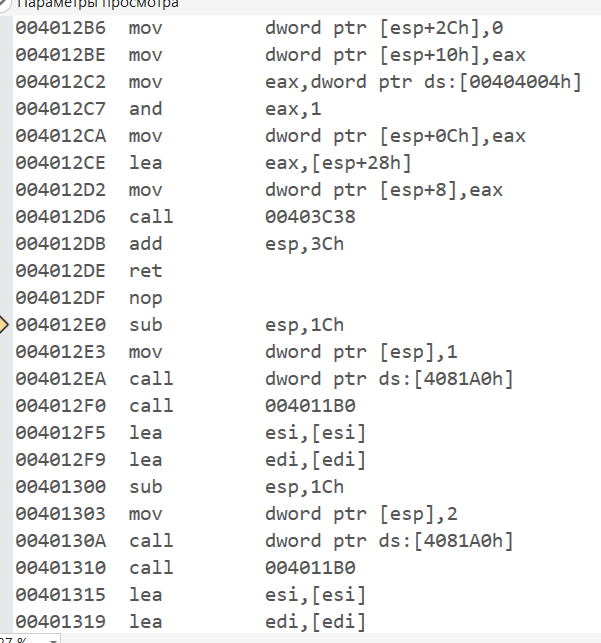 Параметры просмотра
004012B6 mov dword ptr [esp+2Ch],0
004012BE mov dword ptr [esp+10h],eax
004012C2 mov eax,dword ptr ds:[00404004h]
004012C7 and eax,1
004012CA mov dword ptr [esp+0Ch],eax
004012CE lea eax,[esp+28h]
004012D2 mov dword ptr [esp+8],eax
004012D6 call 00403C38
004012DB add esp,3Ch
004012DE ret
004012DF nop
004012E0 sub esp,1Ch
004012E3 mov dword ptr [esp],1
004012EA call dword ptr ds:[4081A0h]
004012F0 call 004011B0
004012F5 lea esi,[esi]
004012F9 lea edi,[edi]
00401300 sub esp,1Ch
00401303 mov dword ptr [esp],2
0040130A call dword ptr ds:[4081A0h]
00401310 call 004011B0
00401315 lea esi,[esi]
00401319 lea edi,[edi]